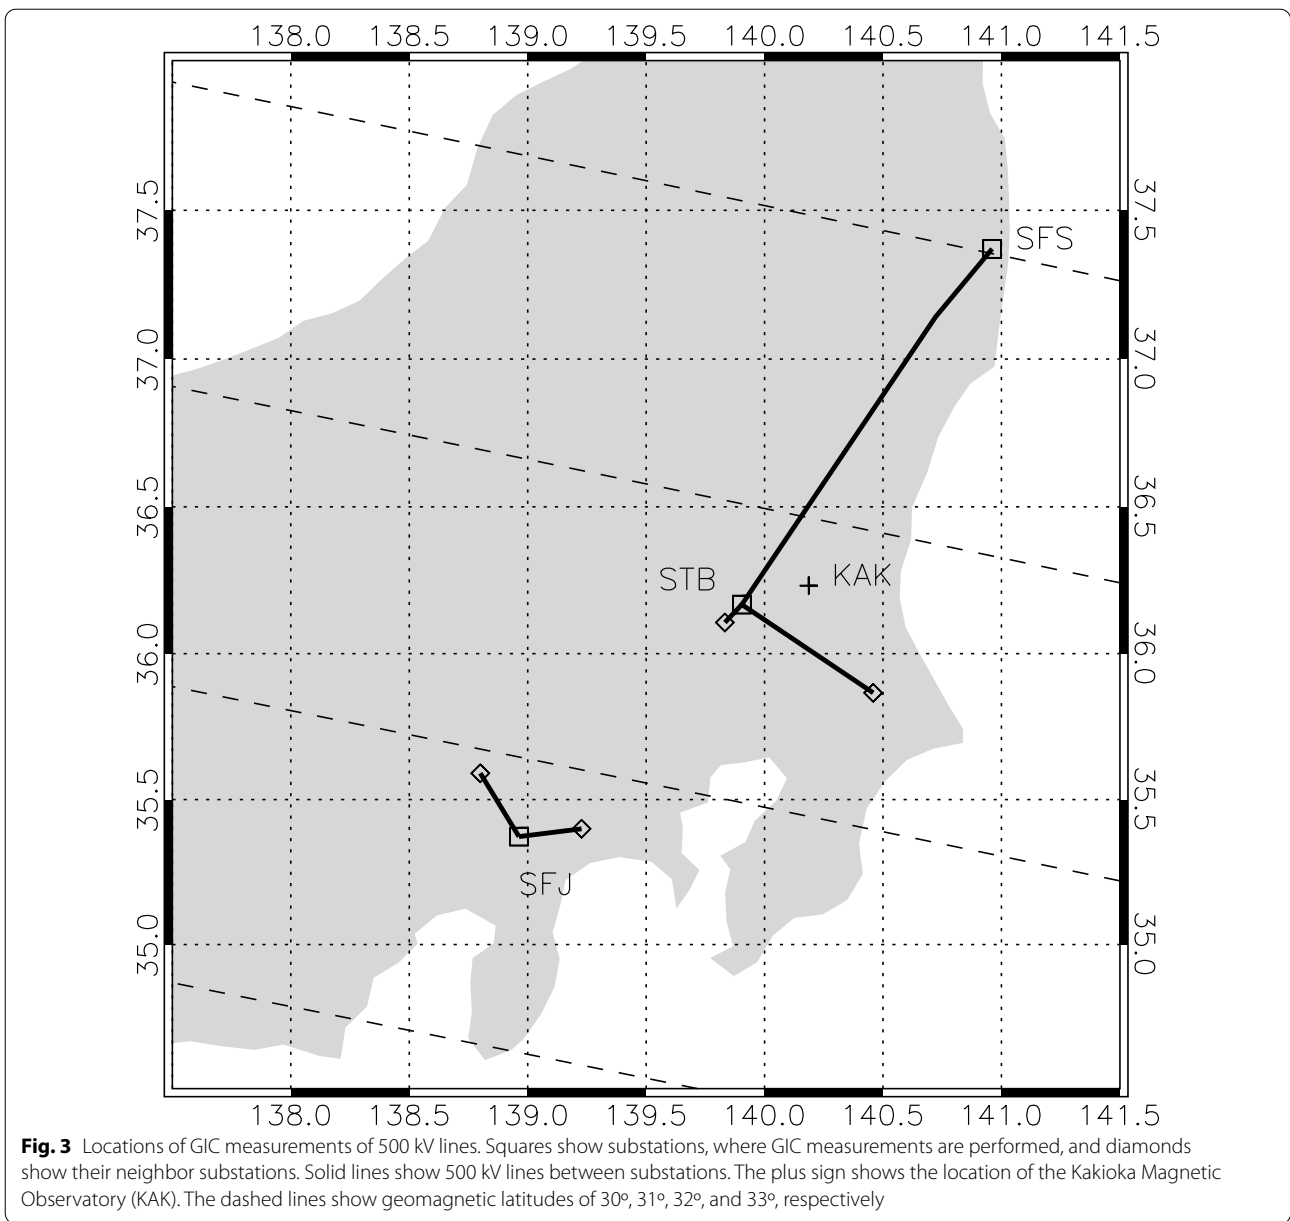 138.0 138.5 139.0 139.5 140.0 140.5 141.0 141.5
37.5 37.5
SFS
37.0 37.0
36.5 36.5
STB KAK
36.0 36.0
35.5 35.5
SFJ
35.0 35.0
138.0 138.5 139.0 139.5 140.0 140.5 141.0 141.5
Fig. 3 Locations of GIC measurements of 500 kV lines. Squares show substations, where GIC measurements are performed, and diamonds
show their neighbor substations. Solid lines show 500 kV lines between substations. The plus sign shows the location of the Kakioka Magnetic
Observatory (KAK). The dashed lines show geomagnetic latitudes of 30º, 31º, 32º, and 33º, respectively